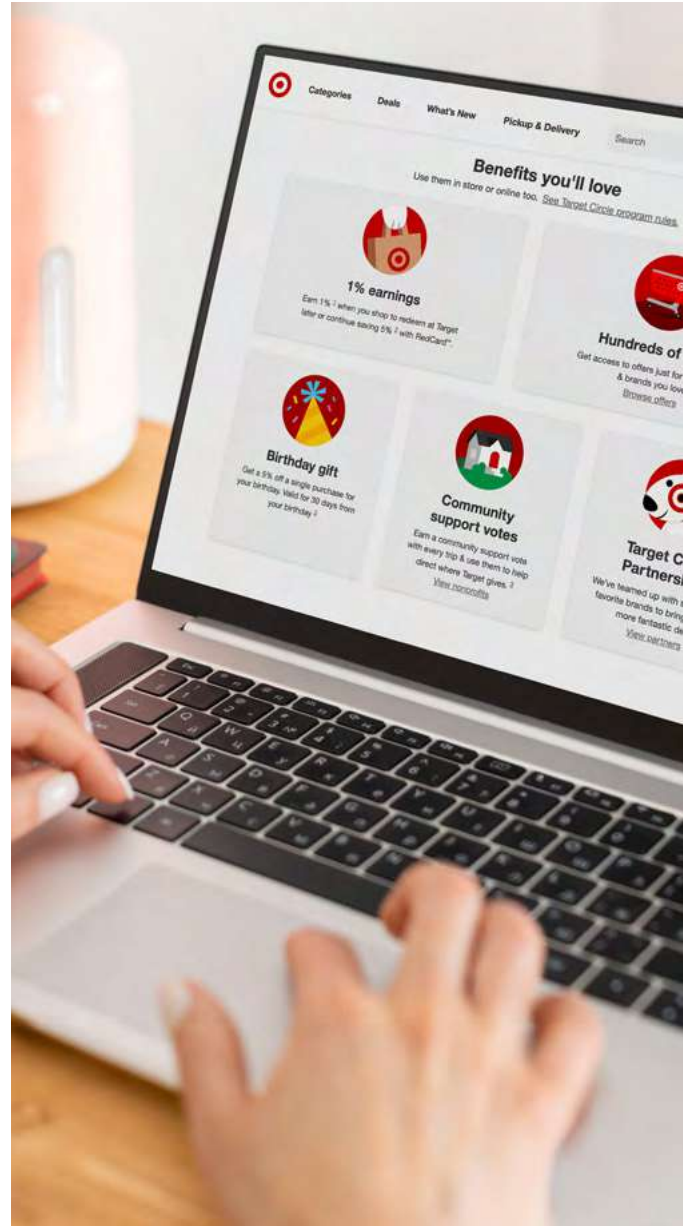 Categories Deals What's New Pickup & Delivery Search
Benefits you'll love
Use them in store or online too. See Target Circle program rules.
1% earnings
Earn 1% ‡ when you shop to redeem at Target
later or continue saving 5% ‡ with RedCard™.
Hundreds of
Get access to offers just for
& brands you love
Browse offers
Birthday gift
Get a 5% off a single purchase for
your birthday. Valid for 30 days from
your birthday ‡
Community
support votes
Earn a community support vote
with every trip & use them to help
direct where Target gives. ‡
View nonprofits
Target C
Partnersh
We've teamed up with
favorite brands to bring
more fantastic de
View partners